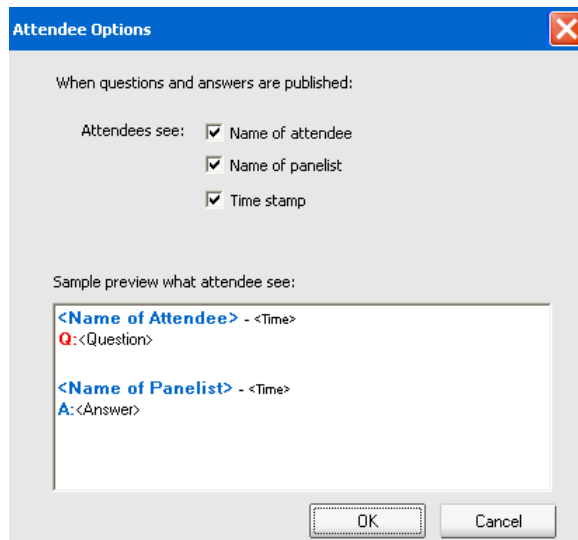 Attendee Options
When questions and answers are published:
Attendees see: Name of attendee
Name of panelist
Time stamp
Sample preview what attendee see:
<Name of Attendee> - <Time>
Q:<Question>
<Name of Panelist> - <Time>
A:<Answer>
OK Cancel